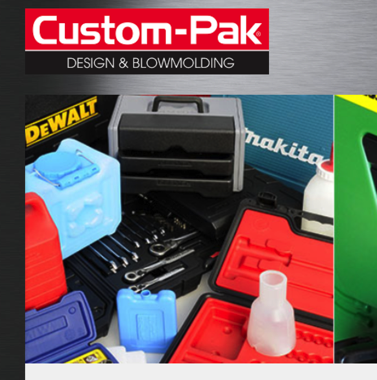 Custom-Pak®
DESIGN & BLOWMOLDING
DEWALT
makita